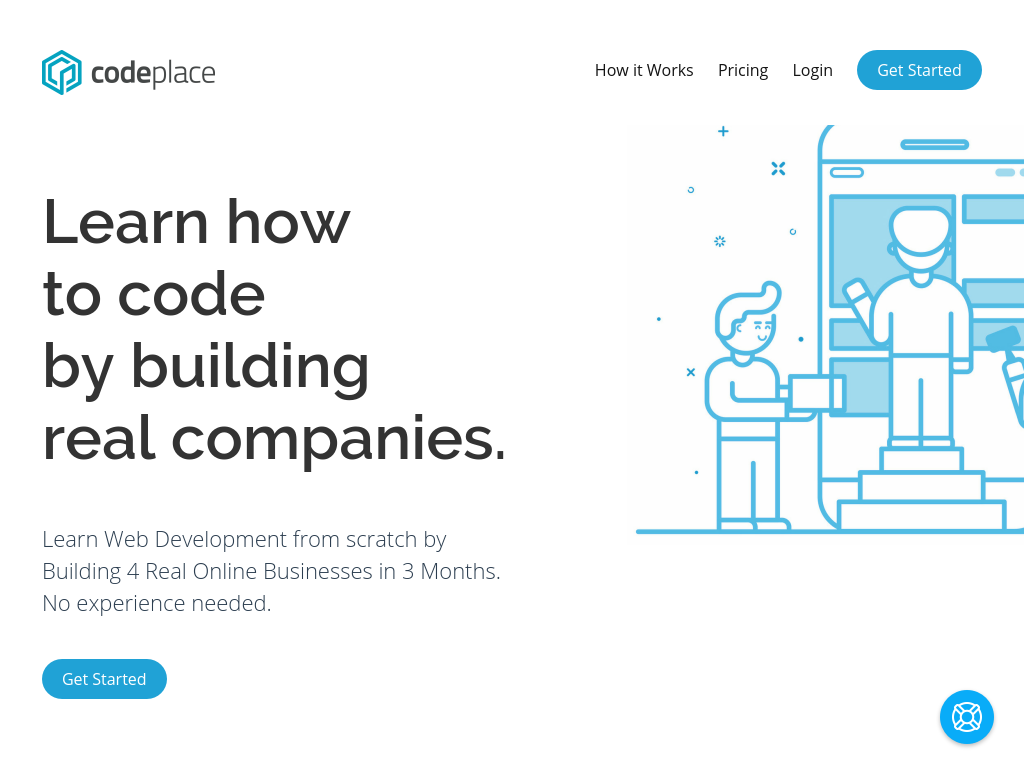 codeplace
How it Works
Pricing
Login
Get Started
Learn how
to code
by building
real companies.
Learn Web Development from scratch by
Building 4 Real Online Businesses in 3 Months.
No experience needed.
Get Started